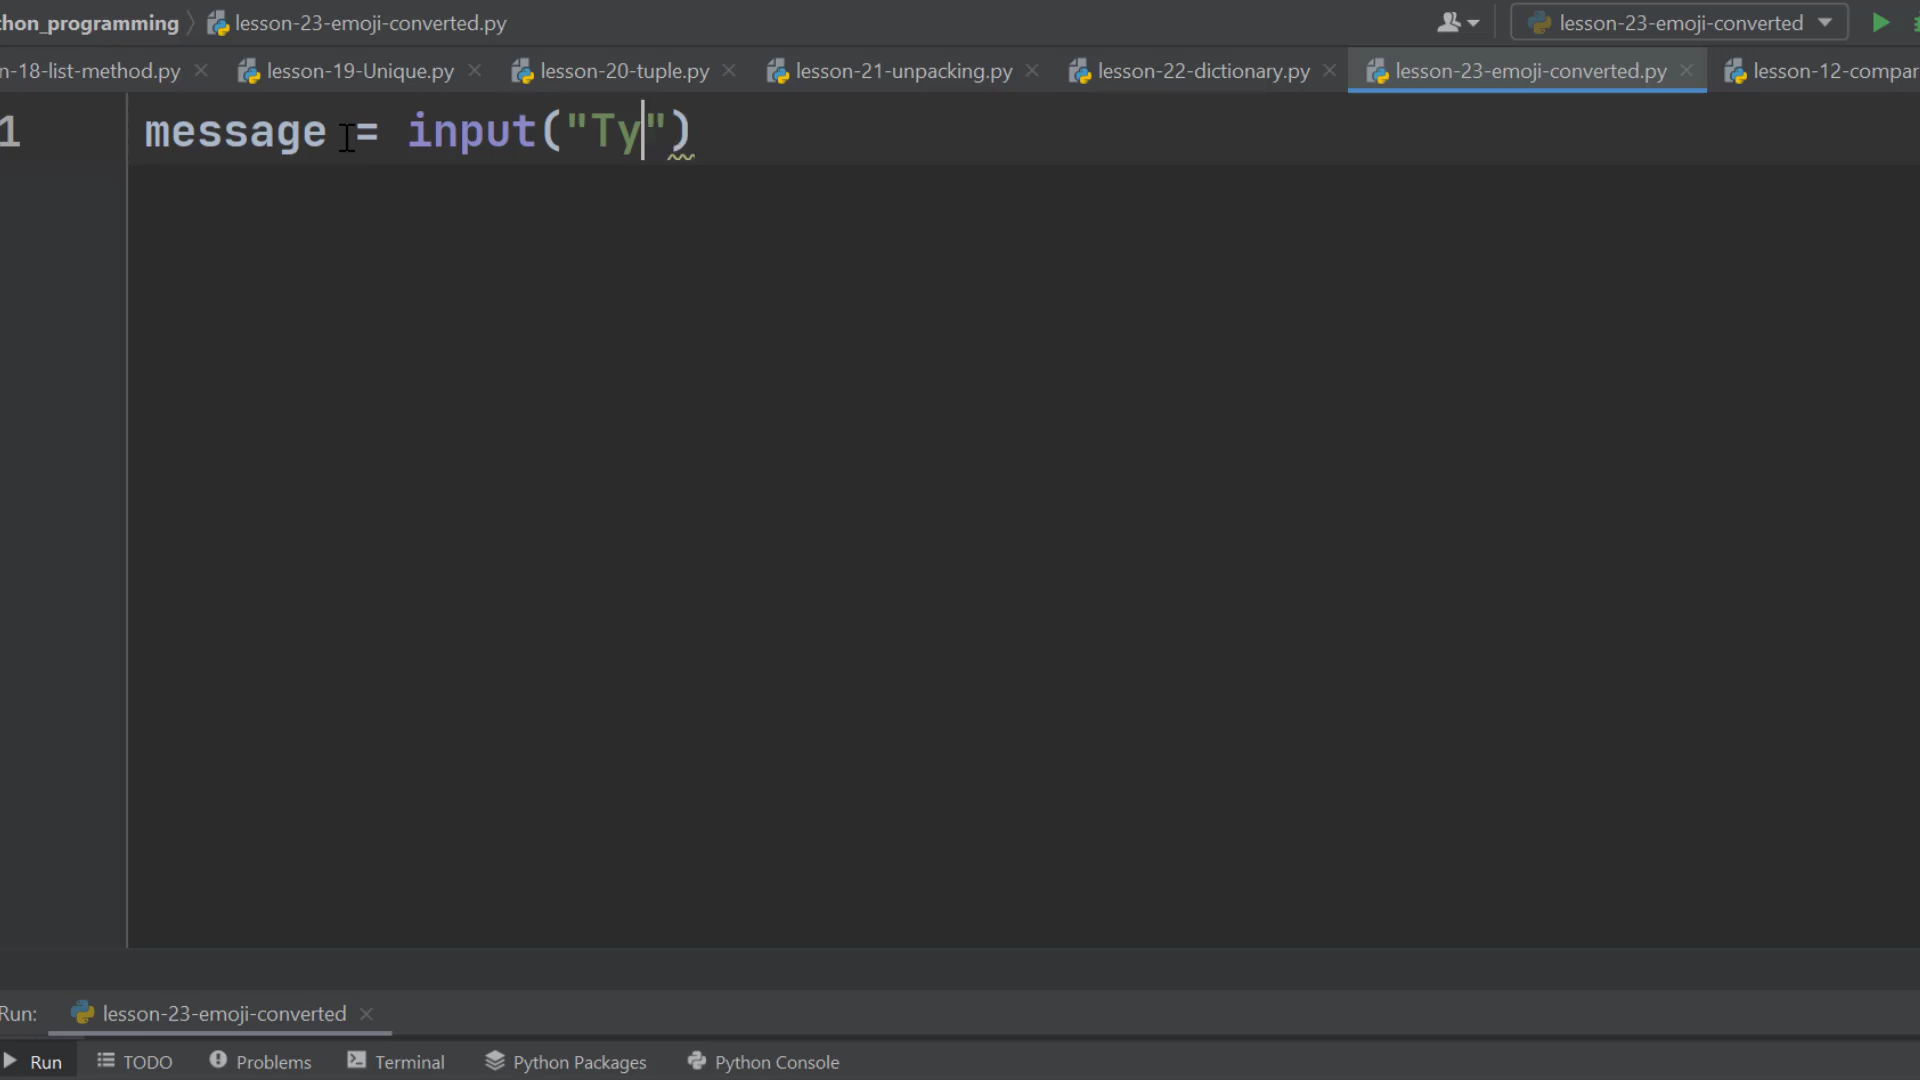 thon_programming lesson-23-emoji-converted.py lesson-23-emoji-converted
n-18-list-method.py lesson-19-Unique.py lesson-20-tuple.py lesson-21-unpacking.py lesson-22-dictionary.py lesson-23-emoji-converted.py lesson-12-compar
1 message = input("Ty")
Run: lesson-23-emoji-converted
Run TODO Problems Terminal Python Packages Python Console